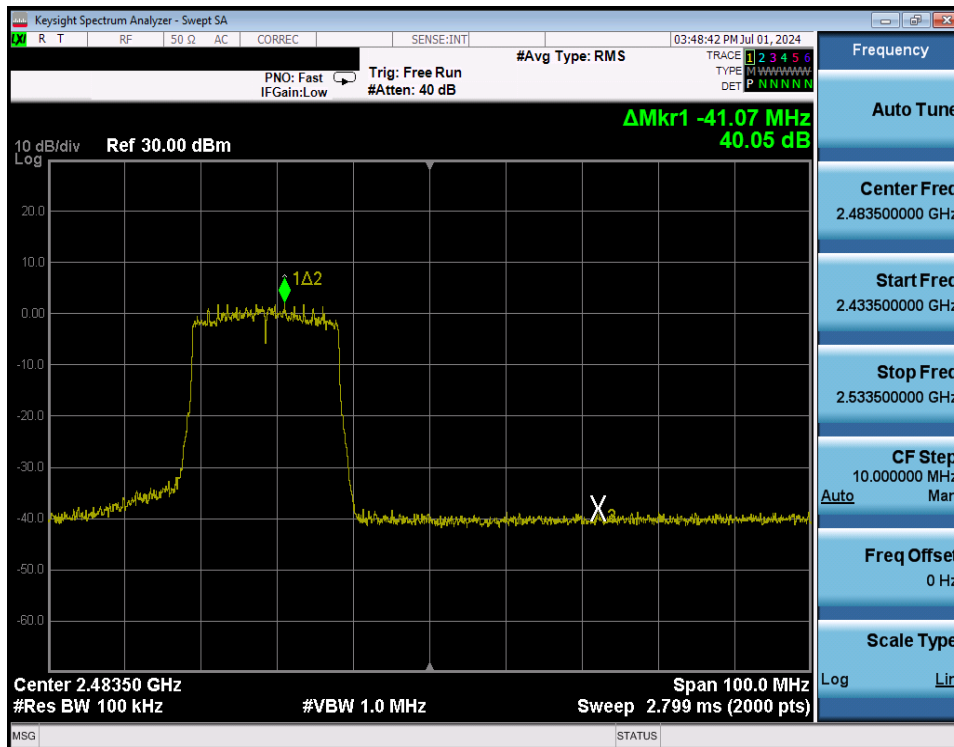 Keysight Spectrum Analyzer - Swept SA
LXI R T RF 50 Ω AC CORREC SENSE:INT 03:48:42 PM Jul 01, 2024
#Avg Type: RMS
TRACE 1 2 3 4 5 6
TYPE M W W W W W
DET P N N N N N
PNO: Fast
IFGain:Low
Trig: Free Run
#Atten: 40 dB
ΔMkr1 -41.07 MHz
40.05 dB
10 dB/div Ref 30.00 dBm
Log
20.0
10.0
0.00
-10.0
-20.0
-30.0
-40.0
-50.0
-60.0
1Δ2
X
Center 2.48350 GHz Span 100.0 MHz
#Res BW 100 kHz #VBW 1.0 MHz Sweep 2.799 ms (2000 pts)
MSG STATUS
Frequency
Auto Tune
Center Freq
2.483500000 GHz
Start Freq
2.433500000 GHz
Stop Freq
2.533500000 GHz
CF Step
10.000000 MHz
Auto Man
Freq Offset
0 Hz
Scale Type
Log Lin